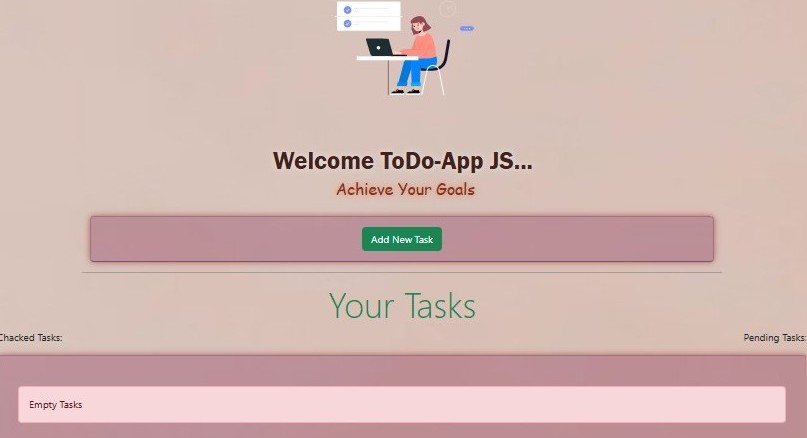 Welcome ToDo-App JS...
Achieve Your Goals
Add New Task
Your Tasks
Chacked Tasks:
Pending Tasks:
Empty Tasks